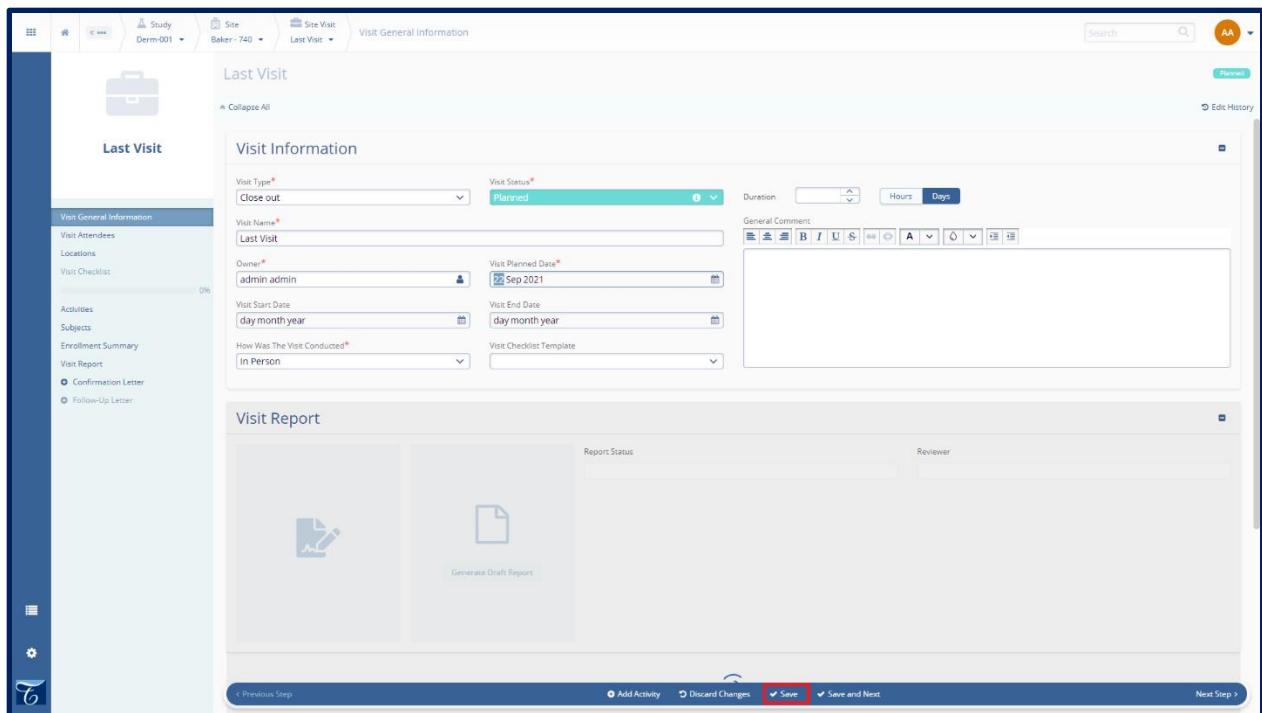 Study
Derm-001
Site
Baker - 740
Site Visit
Last Visit
Visit General Information
Search
AA
Last Visit
Visit General Information
Visit Attendees
Locations
Visit Checklist
0%
Activities
Subjects
Enrollment Summary
Visit Report
Confirmation Letter
Follow-Up Letter
Last Visit
Planned
Collapse All
Edit History
Visit Information
Visit Type*
Close out
Visit Status*
Planned
Duration
Hours
Days
Visit Name*
Last Visit
General Comment
B I U S A
Owner*
admin admin
Visit Planned Date*
22 Sep 2021
Visit Start Date
day month year
Visit End Date
day month year
How Was The Visit Conducted*
In Person
Visit Checklist Template
Visit Report
Generate Draft Report
Report Status
Reviewer
< Previous Step
Add Activity
Discard Changes
Save
Save and Next
Next Step >